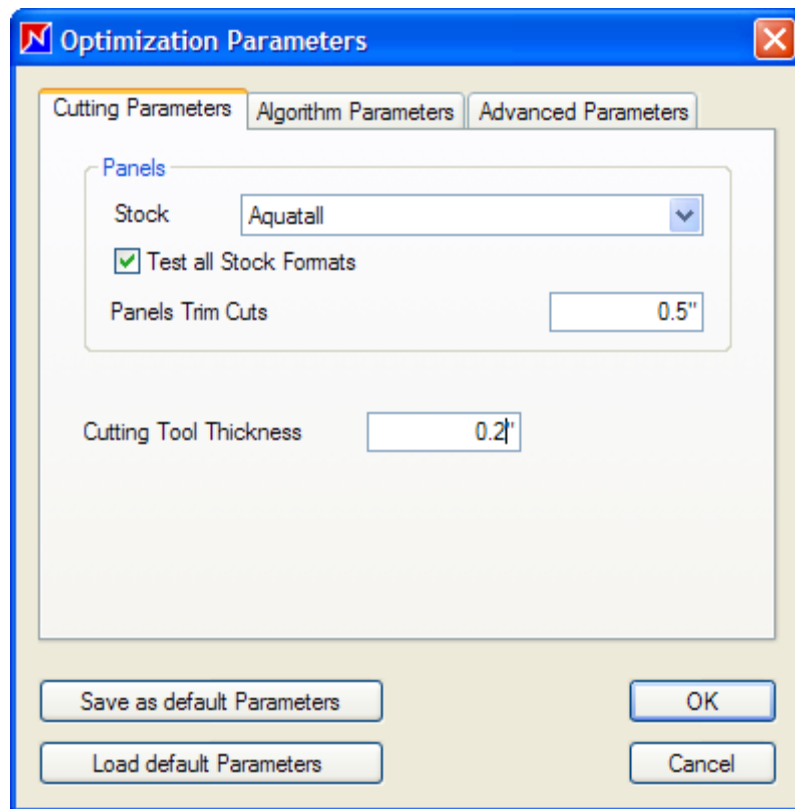 Optimization Parameters
Cutting Parameters Algorithm Parameters Advanced Parameters
Panels
Stock Aquatall
Test all Stock Formats
Panels Trim Cuts 0.5"
Cutting Tool Thickness 0.2"
Save as default Parameters OK
Load default Parameters Cancel